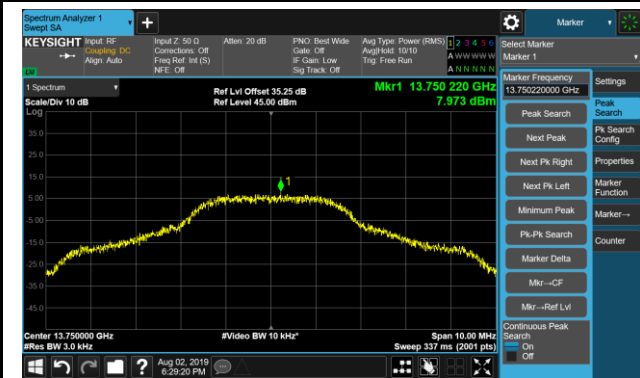 Spectrum Analyzer 1
Swept SA
Marker
KEYSIGHT
Input: RF
Coupling: DC
Align: Auto
Input Z: 50 Ω
Corrections: Off
Freq Ref: Int (S)
NFE: Off
Atten: 20 dB
PNO: Best Wide
Gate: Off
IF Gain: Low
Sig Track: Off
Avg Type: Power (RMS)
Avg|Hold: 10/10
Trig: Free Run
1 2 3 4 5 6
A W W W W W
A N N N N N
Select Marker
Marker 1
1 Spectrum
Scale/Div 10 dB
Log
Ref Lvl Offset 35.25 dB
Ref Level 45.00 dBm
Mkr1 13.750 220 GHz
7.973 dBm
35.0
25.0
15.0
5.00
-5.00
-15.0
-25.0
-35.0
-45.0
1
Center 13.75000 GHz
#Res BW 3.0 kHz
#Video BW 10 kHz*
Span 10.00 MHz
Sweep 337 ms (2001 pts)
Marker Frequency
13.750220000 GHz
Peak Search
Next Peak
Next Pk Right
Next Pk Left
Minimum Peak
Pk-Pk Search
Marker Delta
Mkr→CF
Mkr→Ref Lvl
Continuous Peak
Search
On
Off
Settings
Peak
Search
Pk Search
Config
Properties
Marker
Function
Marker→
Counter
?
Aug 02, 2019
6:29:20 PM